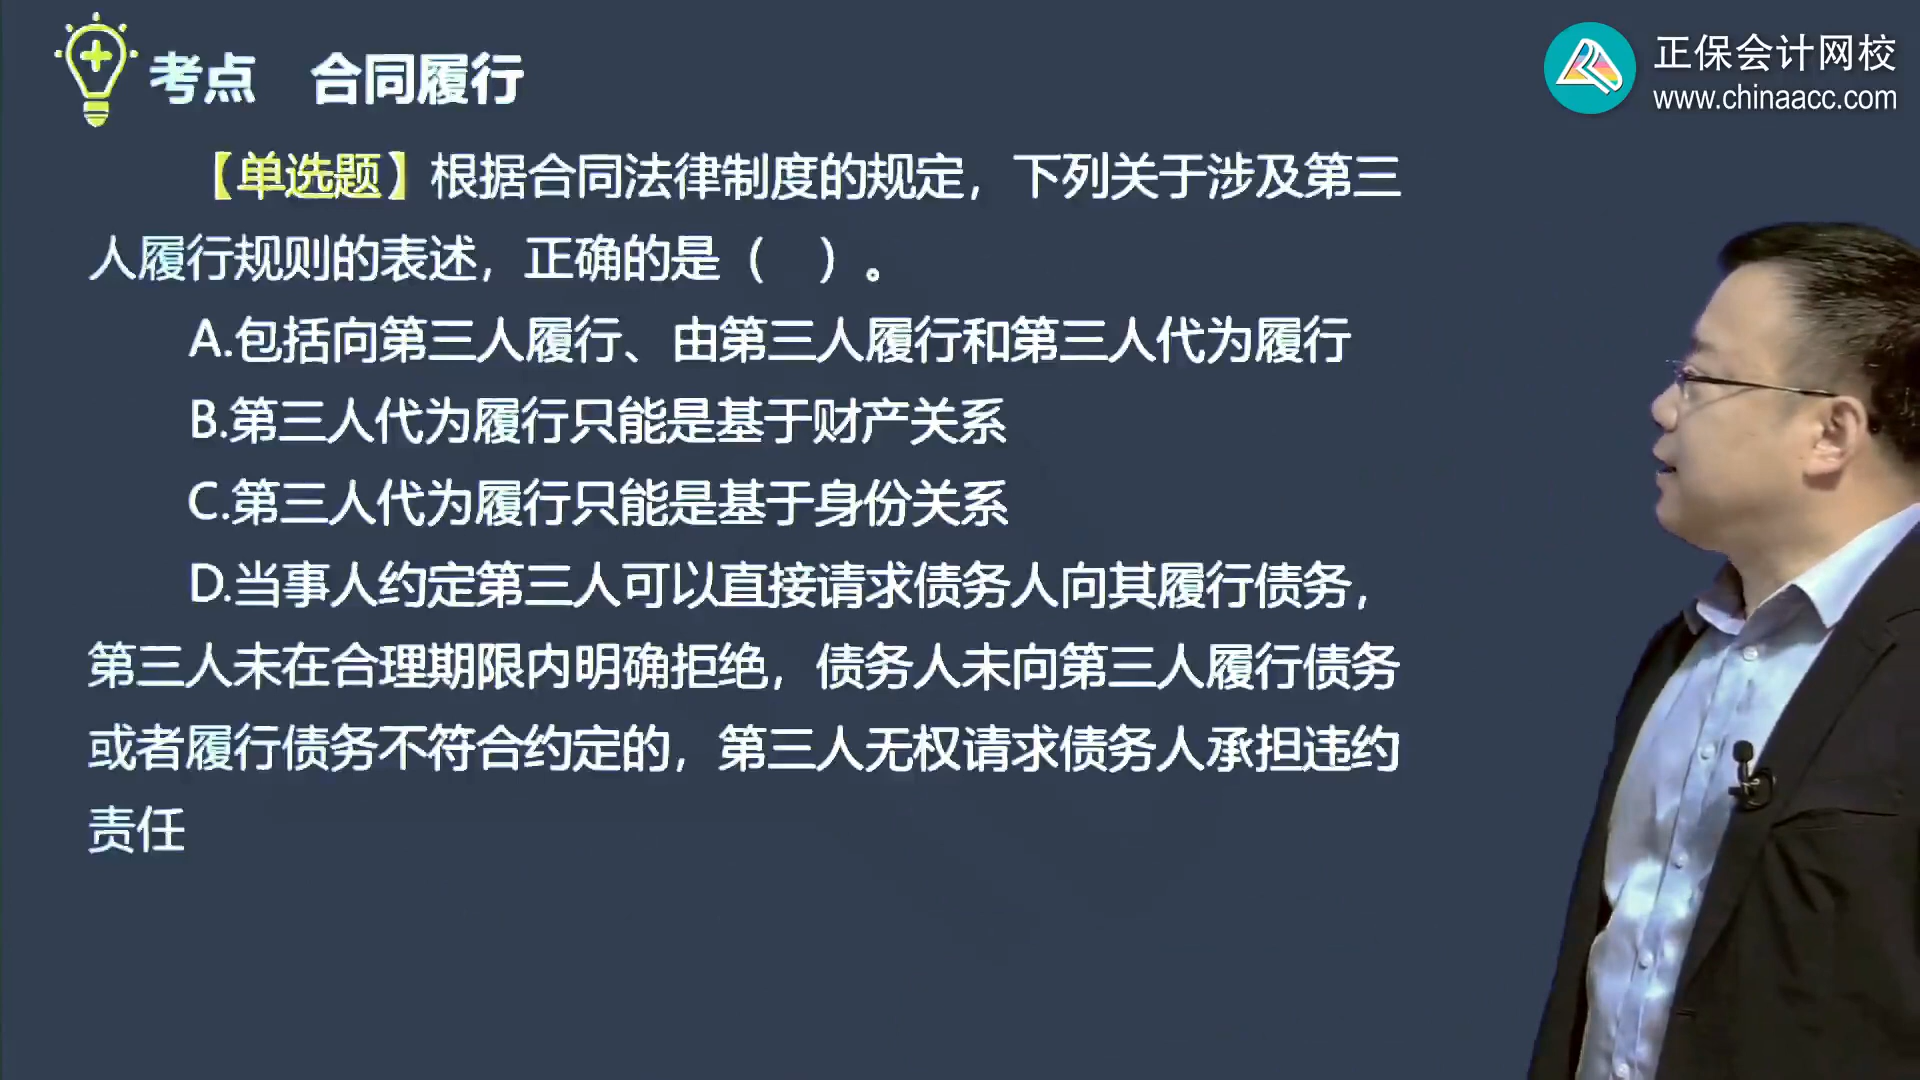 考点 合同履行
正保会计网校
www.chinaacc.com
【单选题】根据合同法律制度的规定，下列关于涉及第三
人履行规则的表述，正确的是（ ）。
A.包括向第三人履行、由第三人履行和第三人代为履行
B.第三人代为履行只能是基于财产关系
C.第三人代为履行只能是基于身份关系
D.当事人约定第三人可以直接请求债务人向其履行债务，
第三人未在合理期限内明确拒绝，债务人未向第三人履行债务
或者履行债务不符合约定的，第三人无权请求债务人承担违约
责任